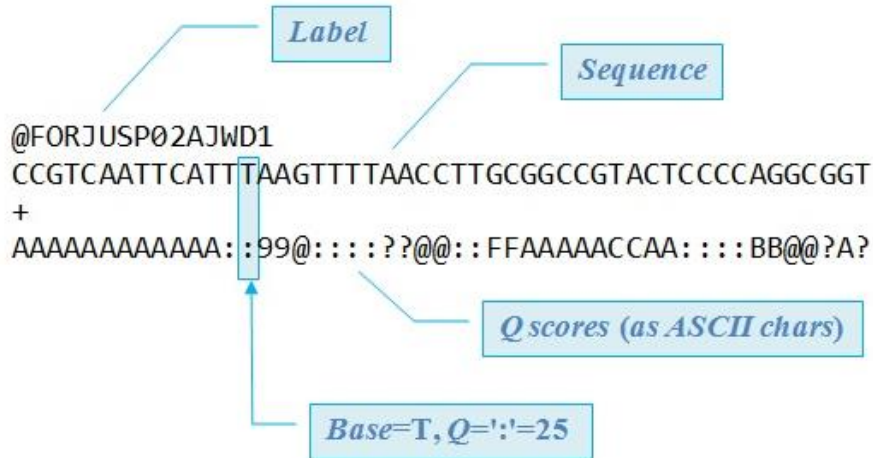 Label
Sequence
@FORJUSP02AJWD1
CCGTCAATTCATTTAAGTTTTAACCTTGCGGCCGTACTCCCCAGGCGGT
+
AAAAAAAAAAAA::99@::::??@@::FFAAAAACCAA::::BB@@?A?
Q scores (as ASCII chars)
Base=T, Q=':'=25